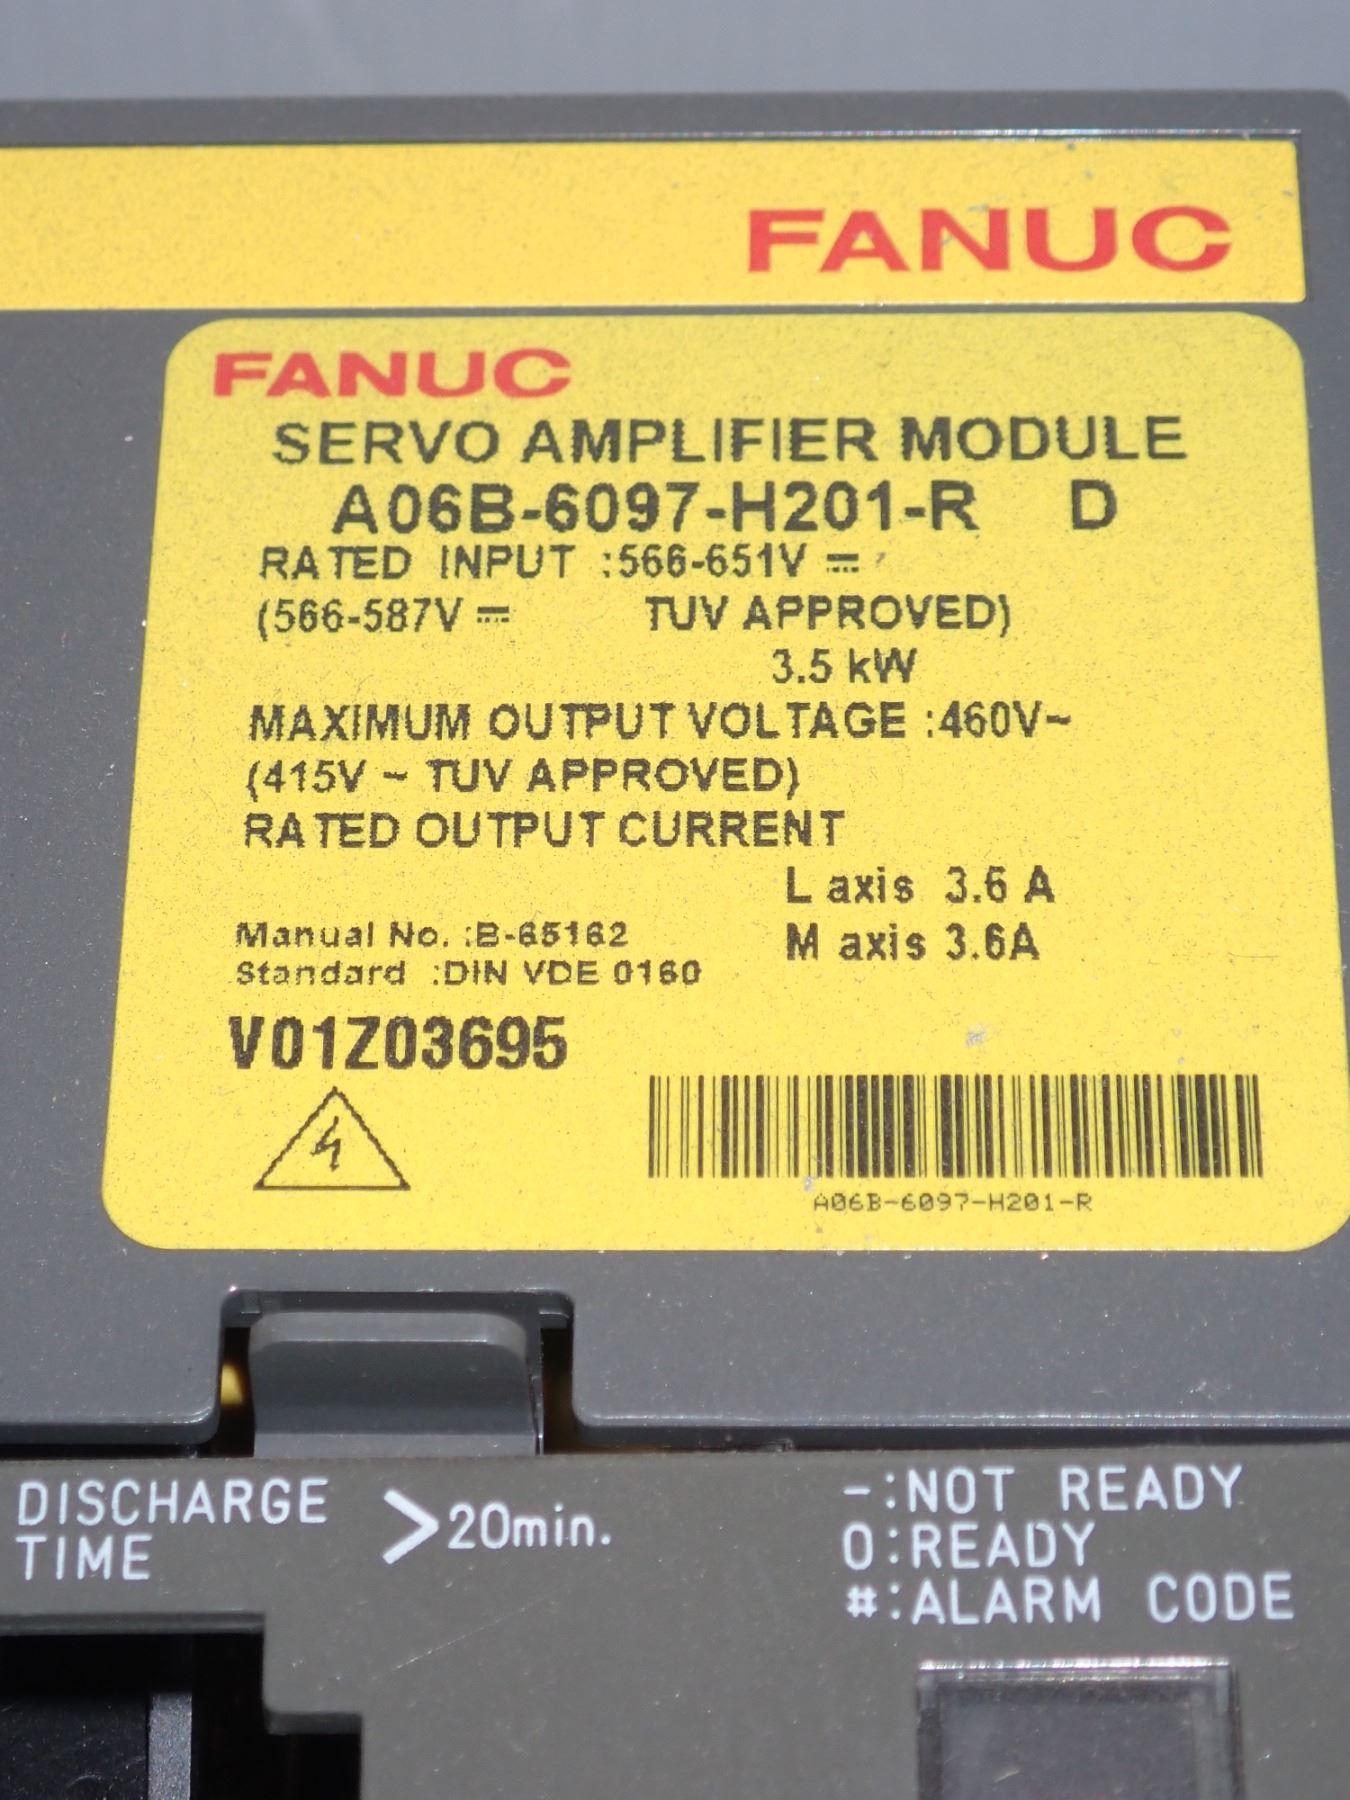 FANUC
FANUC
SERVO AMPLIFIER MODULE
A06B-6097-H201-R D
RATED INPUT :566-651V ⎓
(566-587V ⎓ TUV APPROVED)
3.5 kW
MAXIMUM OUTPUT VOLTAGE :460V~
(415V ~ TUV APPROVED)
RATED OUTPUT CURRENT
L axis 3.6 A
M axis 3.6A
Manual No. :B-65162
Standard :DIN VDE 0160
V01Z03695
A06B-6097-H201-R
DISCHARGE
TIME
>20min.
-:NOT READY
0:READY
#:ALARM CODE